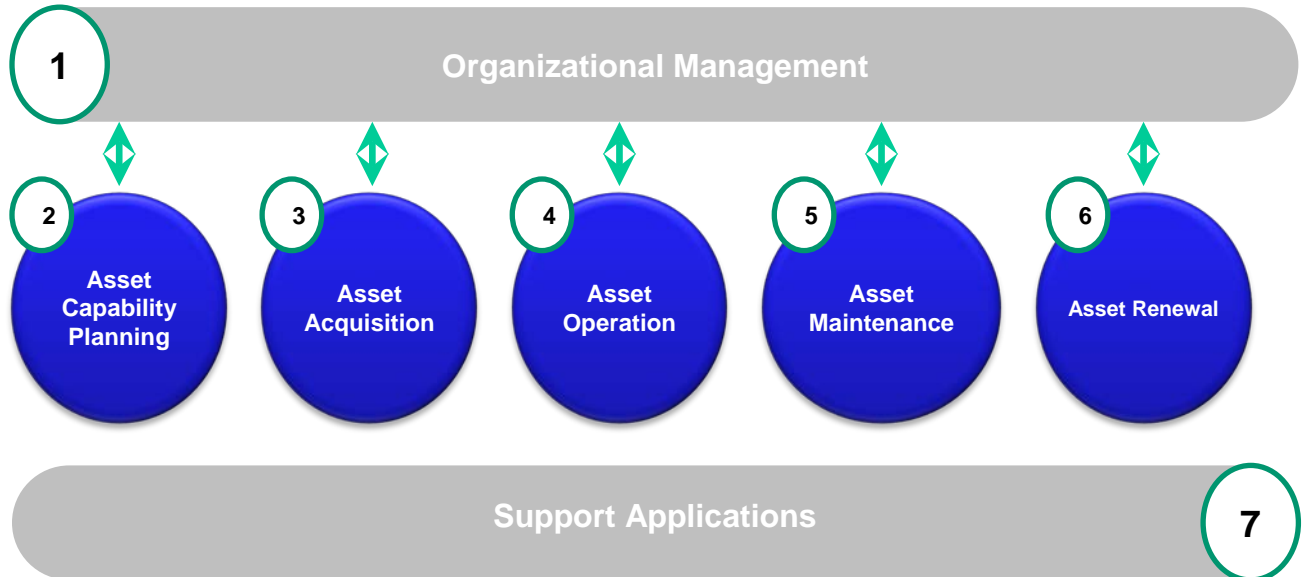 1
Organizational Management
2
3
4
5
6
Asset
Capability
Planning
Asset
Acquisition
Asset
Operation
Asset
Maintenance
Asset Renewal
Support Applications
7